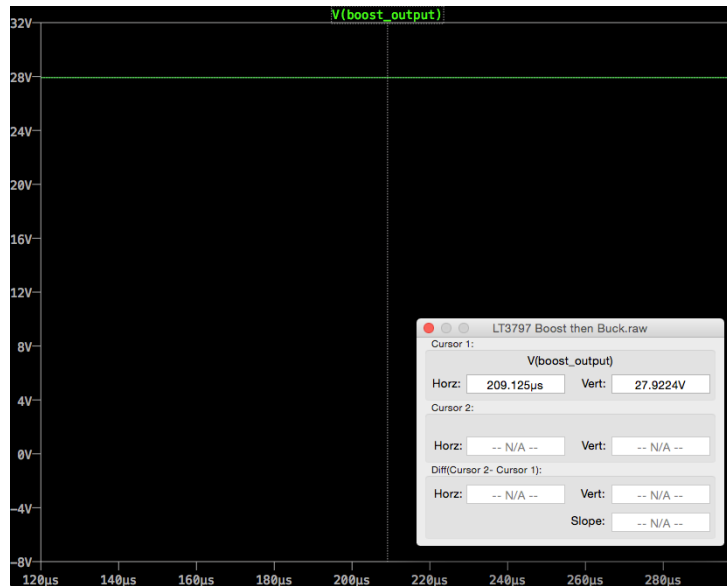 V(boost_output)
32V
28V
24V
20V
16V
12V
8V
4V
0V
-4V
-8V
120µs 140µs 160µs 180µs 200µs 220µs 240µs 260µs 280µs
LT3797 Boost then Buck.raw
Cursor 1:
V(boost_output)
Horz: 209.125µs Vert: 27.9224V
Cursor 2:
Horz: -- N/A -- Vert: -- N/A --
Diff(Cursor 2- Cursor 1):
Horz: -- N/A -- Vert: -- N/A --
Slope: -- N/A --